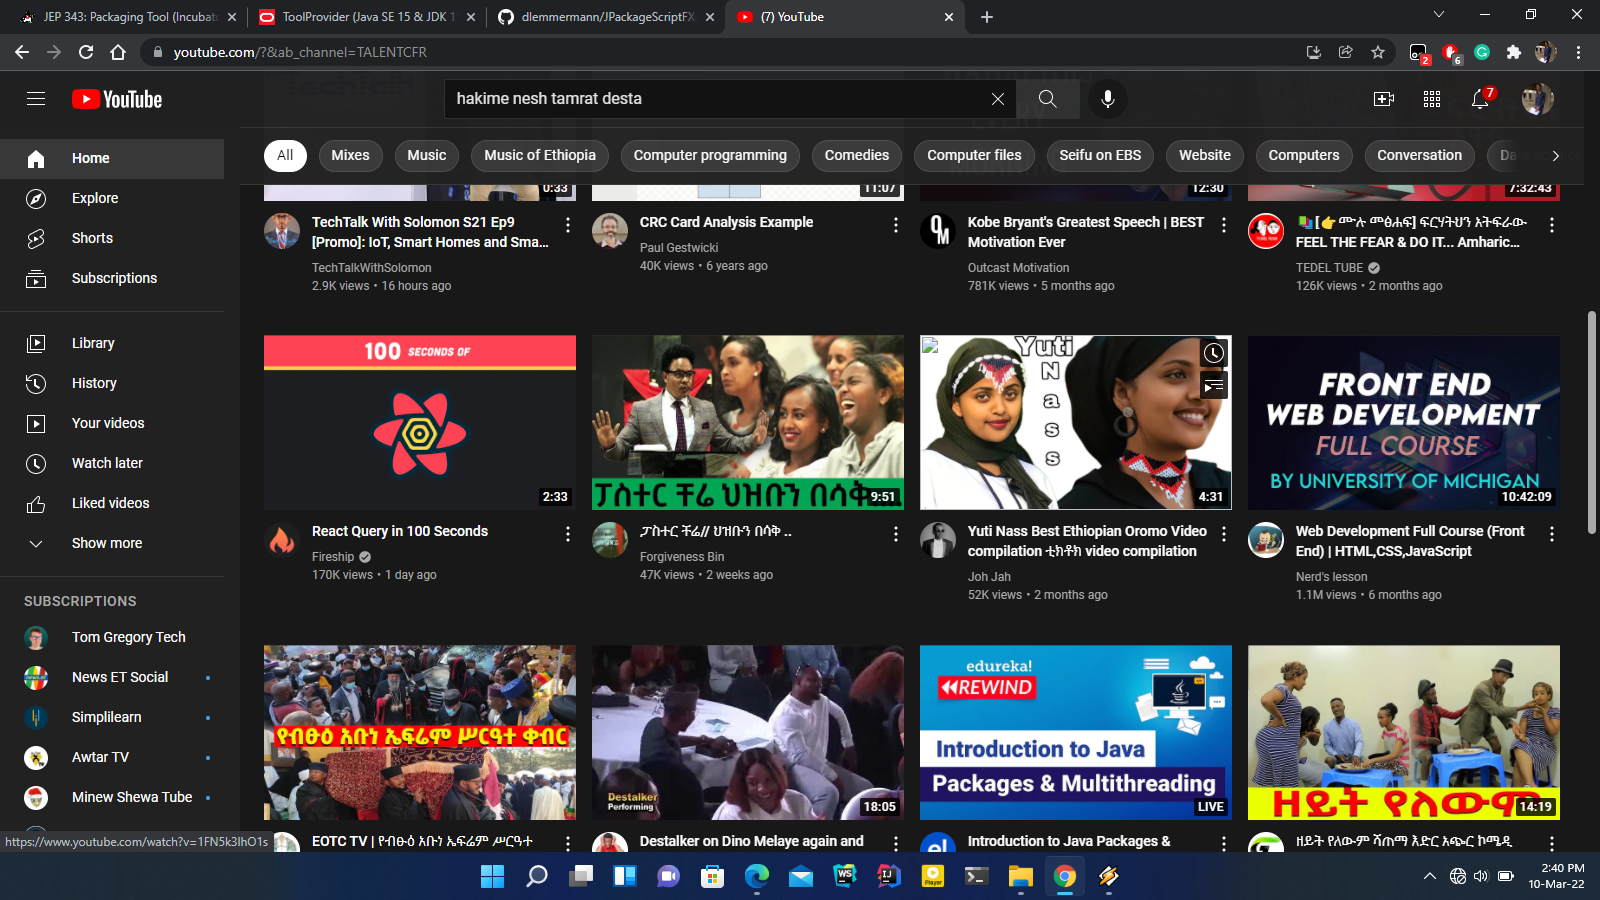 JEP 343: Packaging Tool (Incubat
ToolProvider (Java SE 15 & JDK 1
dlemmermann/JPackageScriptFX
(7) YouTube
youtube.com/?&ab_channel=TALENTCFR
2
6
YouTube
hakime nesh tamrat desta
7
All
Mixes
Music
Music of Ethiopia
Computer programming
Comedies
Computer files
Seifu on EBS
Website
Computers
Conversation
Home
Explore
Shorts
Subscriptions
Library
History
Your videos
Watch later
Liked videos
Show more
SUBSCRIPTIONS
Tom Gregory Tech
News ET Social
Simplilearn
Awtar TV
Minew Shewa Tube
0:33
11:07
12:30
7:32:43
TechTalk With Solomon S21 Ep9
[Promo]: IoT, Smart Homes and Sma...
TechTalkWithSolomon
2.9K views • 16 hours ago
CRC Card Analysis Example
Paul Gestwicki
40K views • 6 years ago
Kobe Bryant's Greatest Speech | BEST
Motivation Ever
Outcast Motivation
781K views • 5 months ago
📚[👉ሙሉ መፅሐፍ] ፍርሃትህን አትፍራው
FEEL THE FEAR & DO IT... Amharic...
TEDEL TUBE
126K views • 2 months ago
100 SECONDS OF
2:33
React Query in 100 Seconds
Fireship
170K views • 1 day ago
ፓስተር ቸሬ ህዝቡን በሳቅ
9:51
ፓስተር ቸሬ// ህዝቡን በሳቅ ..
Forgiveness Bin
47K views • 2 weeks ago
Yuti
Nass
4:31
Yuti Nass Best Ethiopian Oromo Video
compilation ቲክቶክ video compilation
Joh Jah
52K views • 2 months ago
FRONT END
WEB DEVELOPMENT
FULL COURSE
BY UNIVERSITY OF MICHIGAN
10:42:09
Web Development Full Course (Front
End) | HTML,CSS,JavaScript
Nerd's lesson
1.1M views • 6 months ago
የብፁዕ አቡነ ኤፍሬም ሥርዓተ ቀብር
EOTC TV | የብፁዕ አቡነ ኤፍሬም ሥርዓተ
Destalker
Performing
18:05
Destalker on Dino Melaye again and
edureka!
REWIND
Introduction to Java
Packages & Multithreading
LIVE
Introduction to Java Packages &
ዘይት የለውም
14:19
ዘይት የለውም ሻጠማ እድር አጭር ኮሜዲ
https://www.youtube.com/watch?v=1FN5k3lhO1s
2:40 PM
10-Mar-22